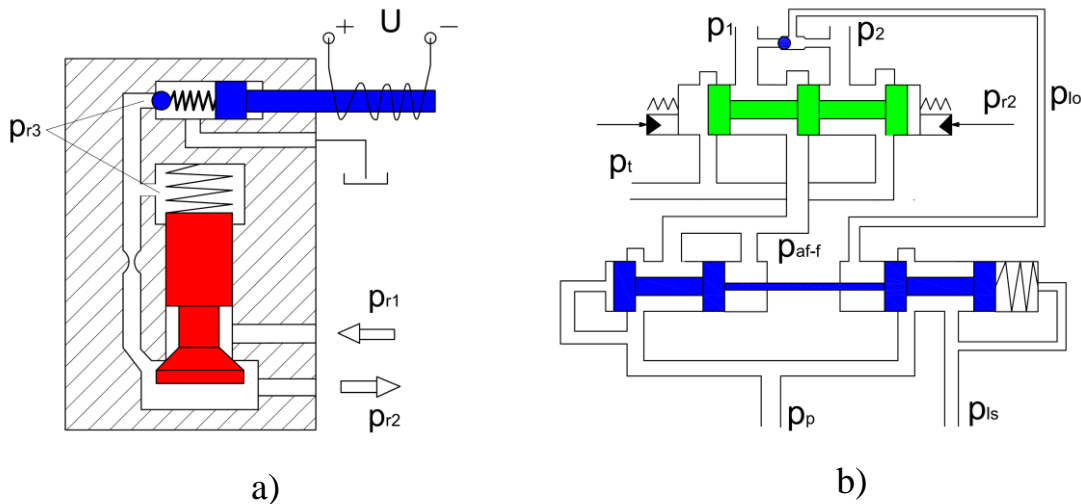 + U −
pr3
pr1
pr2
a)
p1
p2
plo
pr2
pt
paf-f
pp
pls
b)